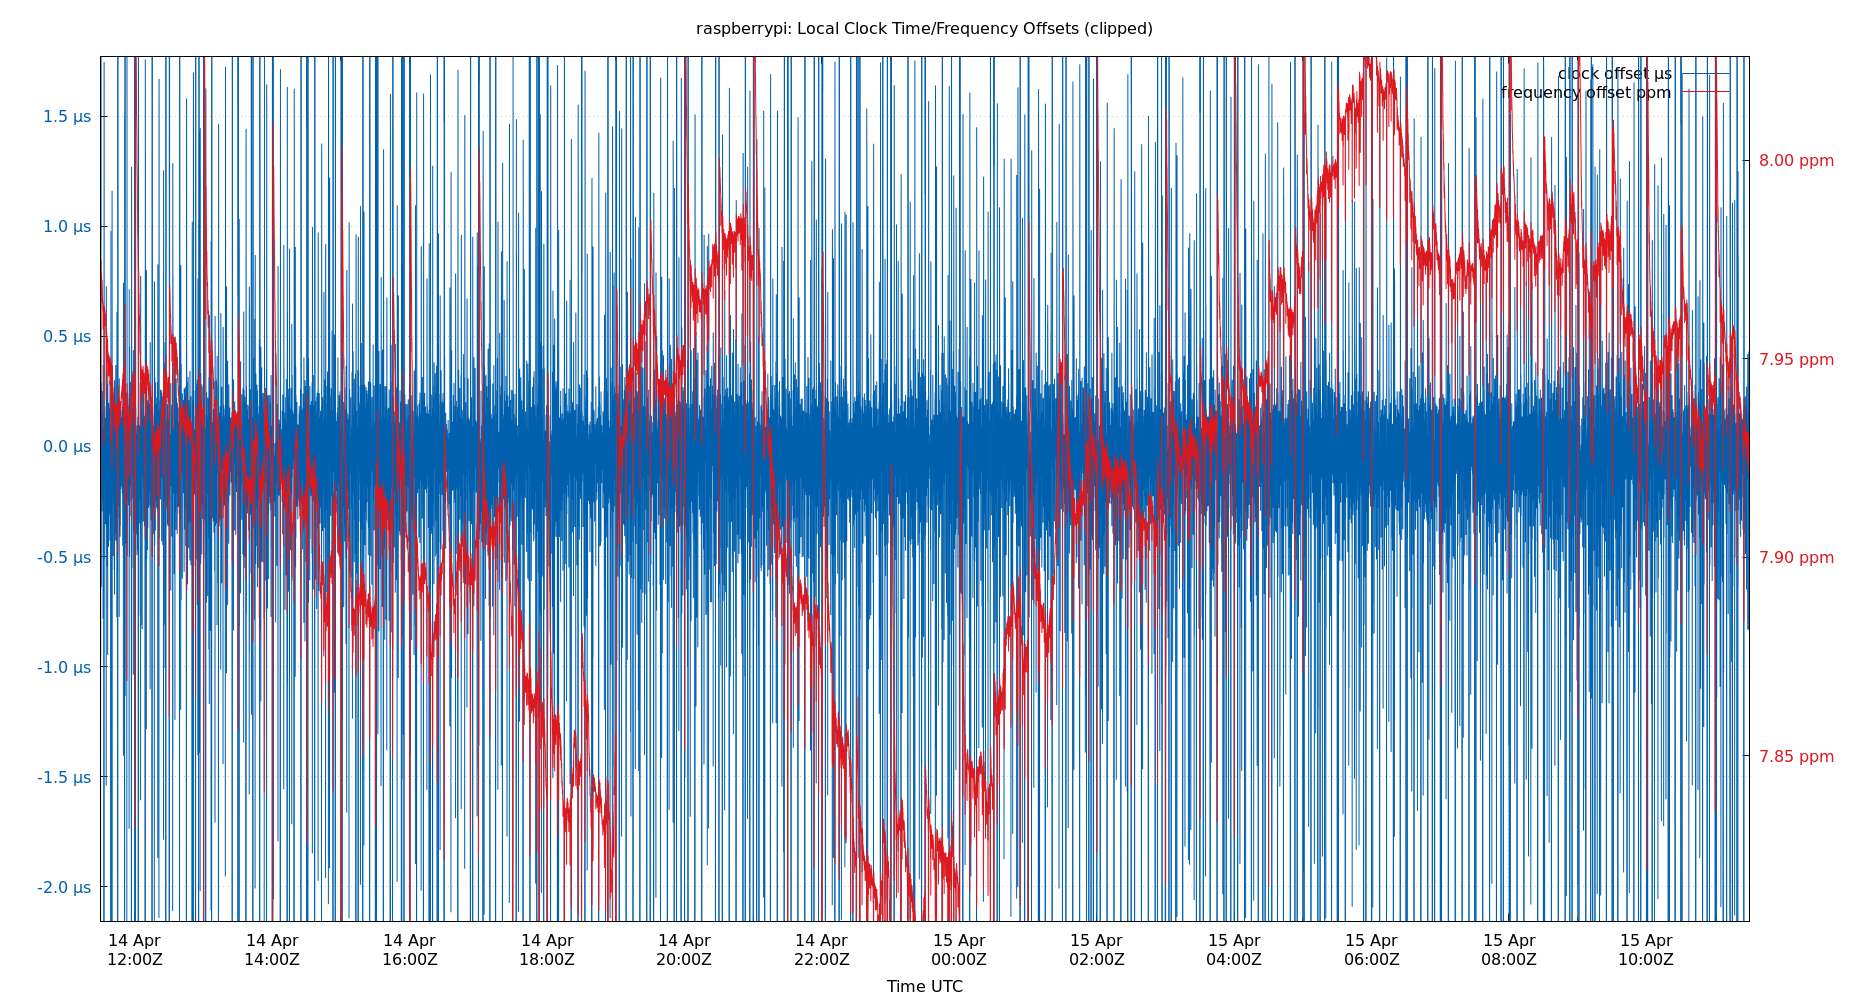 raspberrypi: Local Clock Time/Frequency Offsets (clipped)
clock offset µs
frequency offset ppm
1.5 µs
1.0 µs
0.5 µs
0.0 µs
-0.5 µs
-1.0 µs
-1.5 µs
-2.0 µs
8.00 ppm
7.95 ppm
7.90 ppm
7.85 ppm
14 Apr 14 Apr 14 Apr 14 Apr 14 Apr 14 Apr 15 Apr 15 Apr 15 Apr 15 Apr 15 Apr 15 Apr
12:00Z 14:00Z 16:00Z 18:00Z 20:00Z 22:00Z 00:00Z 02:00Z 04:00Z 06:00Z 08:00Z 10:00Z
Time UTC